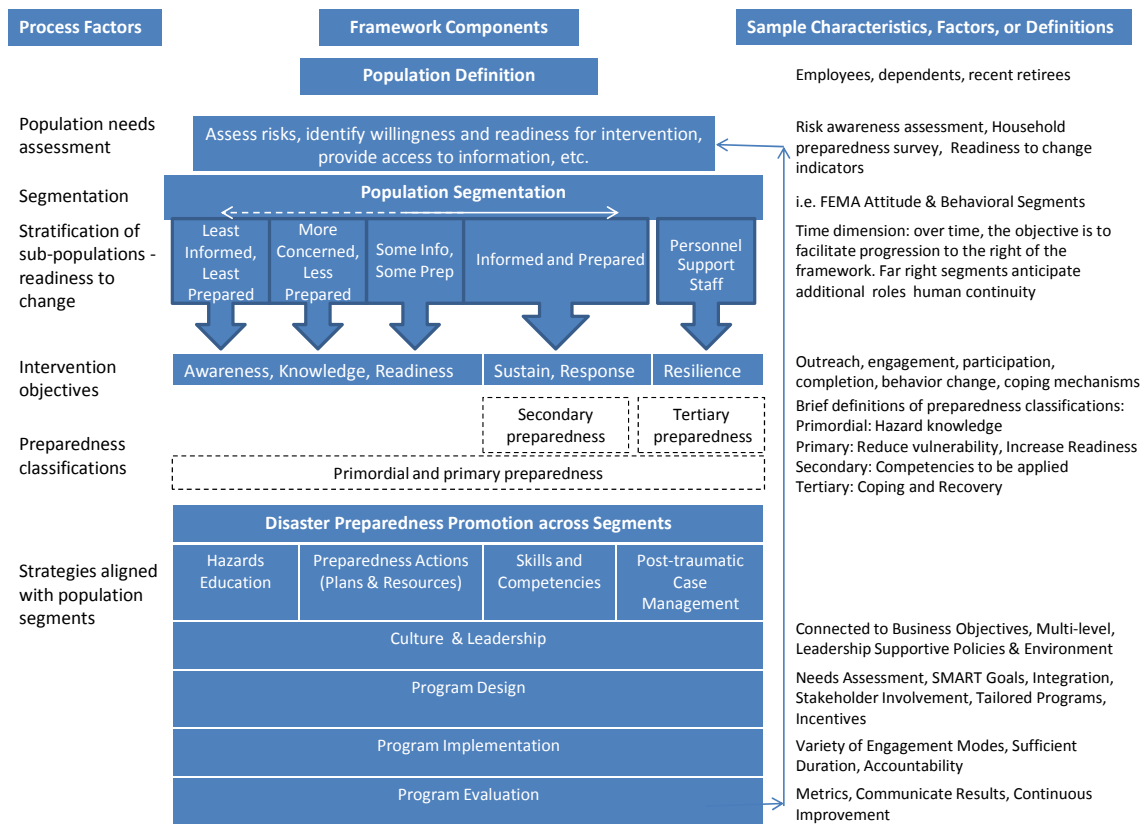 Process Factors
Framework Components
Sample Characteristics, Factors, or Definitions
Population Definition
Employees, dependents, recent retirees
Population needs
assessment
Assess risks, identify willingness and readiness for intervention,
provide access to information, etc.
Risk awareness assessment, Household
preparedness survey, Readiness to change
indicators
Segmentation
Population Segmentation
i.e. FEMA Attitude & Behavioral Segments
Stratification of
sub-populations -
readiness to
change
Least
Informed,
Least
Prepared
More
Concerned,
Less
Prepared
Some Info,
Some Prep
Informed and Prepared
Personnel
Support
Staff
Time dimension: over time, the objective is to
facilitate progression to the right of the
framework. Far right segments anticipate
additional roles human continuity
Intervention
objectives
Awareness, Knowledge, Readiness
Sustain, Response
Resilience
Outreach, engagement, participation,
completion, behavior change, coping mechanisms
Preparedness
classifications
Secondary
preparedness
Tertiary
preparedness
Primordial and primary preparedness
Brief definitions of preparedness classifications:
Primordial: Hazard knowledge
Primary: Reduce vulnerability, Increase Readiness
Secondary: Competencies to be applied
Tertiary: Coping and Recovery
Disaster Preparedness Promotion across Segments
Strategies aligned
with population
segments
Hazards
Education
Preparedness Actions
(Plans & Resources)
Skills and
Competencies
Post-traumatic
Case
Management
Culture & Leadership
Connected to Business Objectives, Multi-level,
Leadership Supportive Policies & Environment
Program Design
Needs Assessment, SMART Goals, Integration,
Stakeholder Involvement, Tailored Programs,
Incentives
Program Implementation
Variety of Engagement Modes, Sufficient
Duration, Accountability
Program Evaluation
Metrics, Communicate Results, Continuous
Improvement